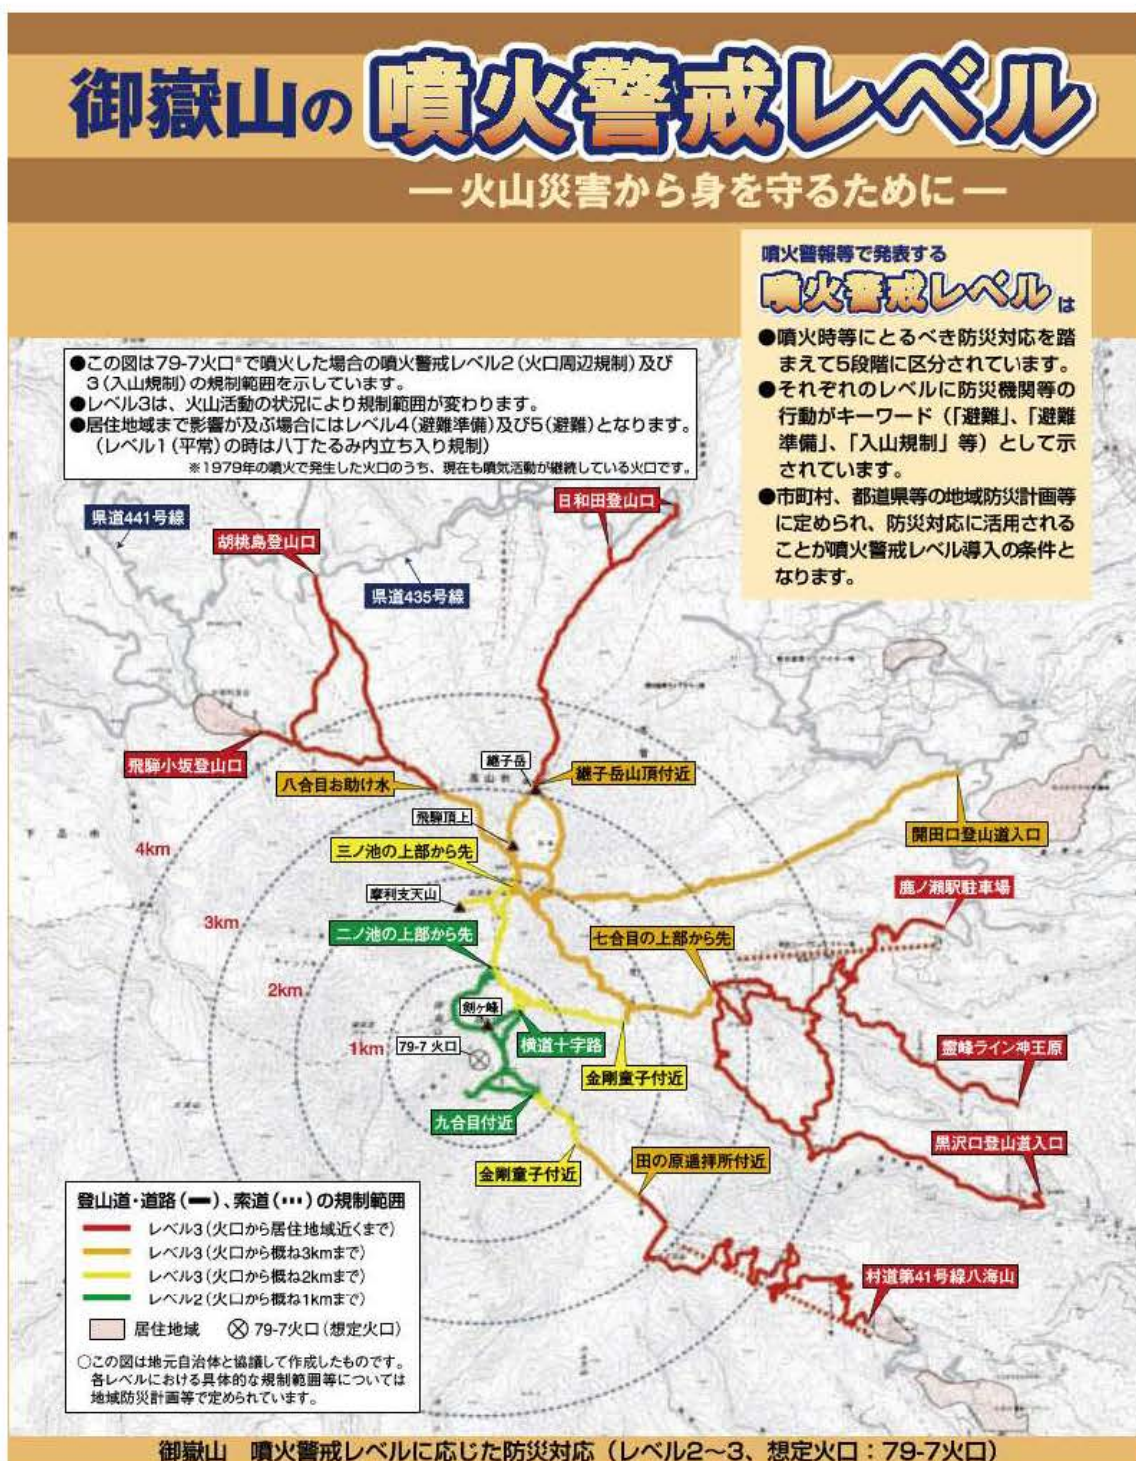 御嶽山の噴火警戒レベル
―火山災害から身を守るために―
噴火警報等で発表する
噴火警戒レベルは
●噴火時等にとるべき防災対応を踏
まえて5段階に区分されています。
●それぞれのレベルに防災機関等の
行動がキーワード（「避難」、「避難
準備」、「入山規制」等）として示
されています。
●市町村、都道県等の地域防災計画等
に定められ、防災対応に活用される
ことが噴火警戒レベル導入の条件と
なります。
●この図は79-7火口※で噴火した場合の噴火警戒レベル2（火口周辺規制）及び
3（入山規制）の規制範囲を示しています。
●レベル3は、火山活動の状況により規制範囲が変わります。
●居住地域まで影響が及ぶ場合にはレベル4（避難準備）及び5（避難）となります。
（レベル1（平常）の時は八丁たるみ内立ち入り規制）
※1979年の噴火で発生した火口のうち、現在も噴気活動が継続している火口です。
県道441号線
胡桃島登山口
日和田登山口
県道435号線
飛騨小坂登山口
八合目お助け水
継子岳
継子岳山頂付近
飛騨頂上
開田口登山道入口
4km
三ノ池の上部から先
摩利支天山
鹿ノ瀬駅駐車場
3km
二ノ池の上部から先
七合目の上部から先
2km
剣ヶ峰
1km
79-7 火口
横道十字路
霊峰ライン神王原
金剛童子付近
九合目付近
黒沢口登山道入口
金剛童子付近
田の原遥拝所付近
村道第41号線八海山
登山道・道路（━）、索道（･･･）の規制範囲
レベル3（火口から居住地域近くまで）
レベル3（火口から概ね3kmまで）
レベル3（火口から概ね2kmまで）
レベル2（火口から概ね1kmまで）
居住地域 79-7火口（想定火口）
○この図は地元自治体と協議して作成したものです。
各レベルにおける具体的な規制範囲等については
地域防災計画等で定められています。
御嶽山 噴火警戒レベルに応じた防災対応（レベル2～3、想定火口：79-7火口）